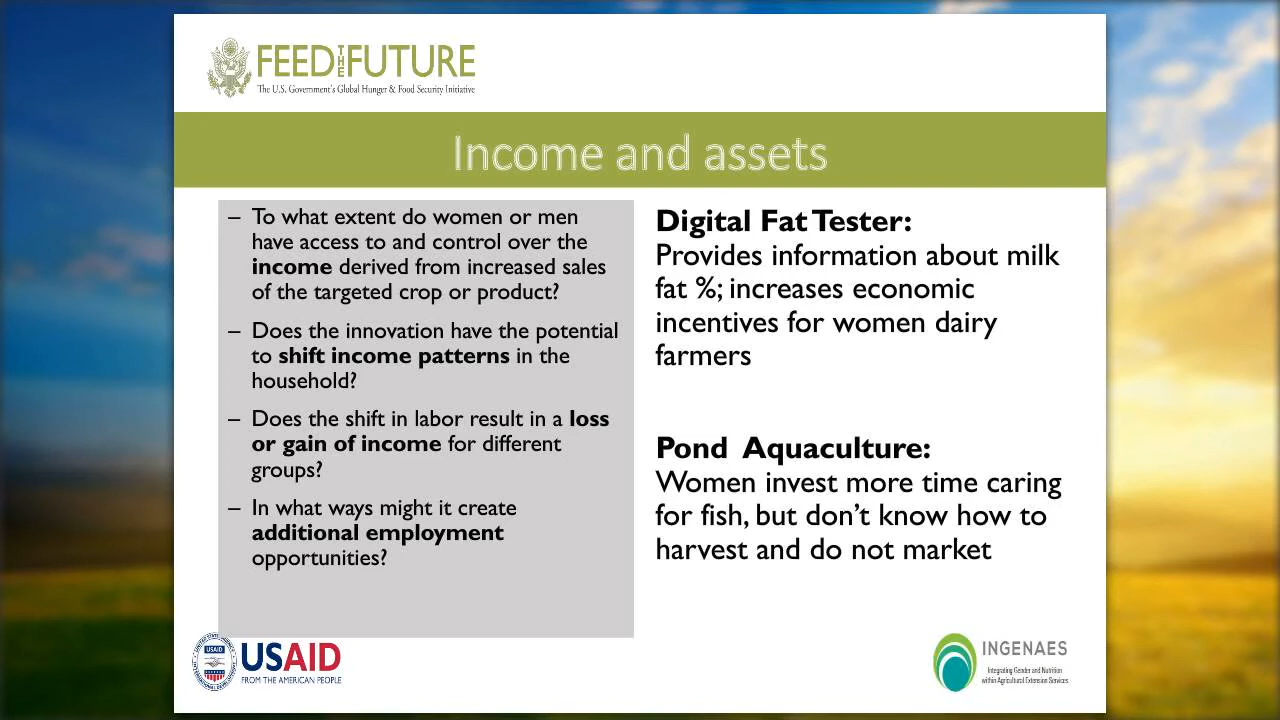 FEED THE FUTURE
The U.S. Government's Global Hunger & Food Security Initiative
Income and assets
– To what extent do women or men
have access to and control over the
income derived from increased sales
of the targeted crop or product?
– Does the innovation have the potential
to shift income patterns in the
household?
– Does the shift in labor result in a loss
or gain of income for different
groups?
– In what ways might it create
additional employment
opportunities?
Digital Fat Tester:
Provides information about milk
fat %; increases economic
incentives for women dairy
farmers
Pond Aquaculture:
Women invest more time caring
for fish, but don't know how to
harvest and do not market
USAID
USAID
FROM THE AMERICAN PEOPLE
INGENAES
Integrating Gender and Nutrition
within Agricultural Extension Services